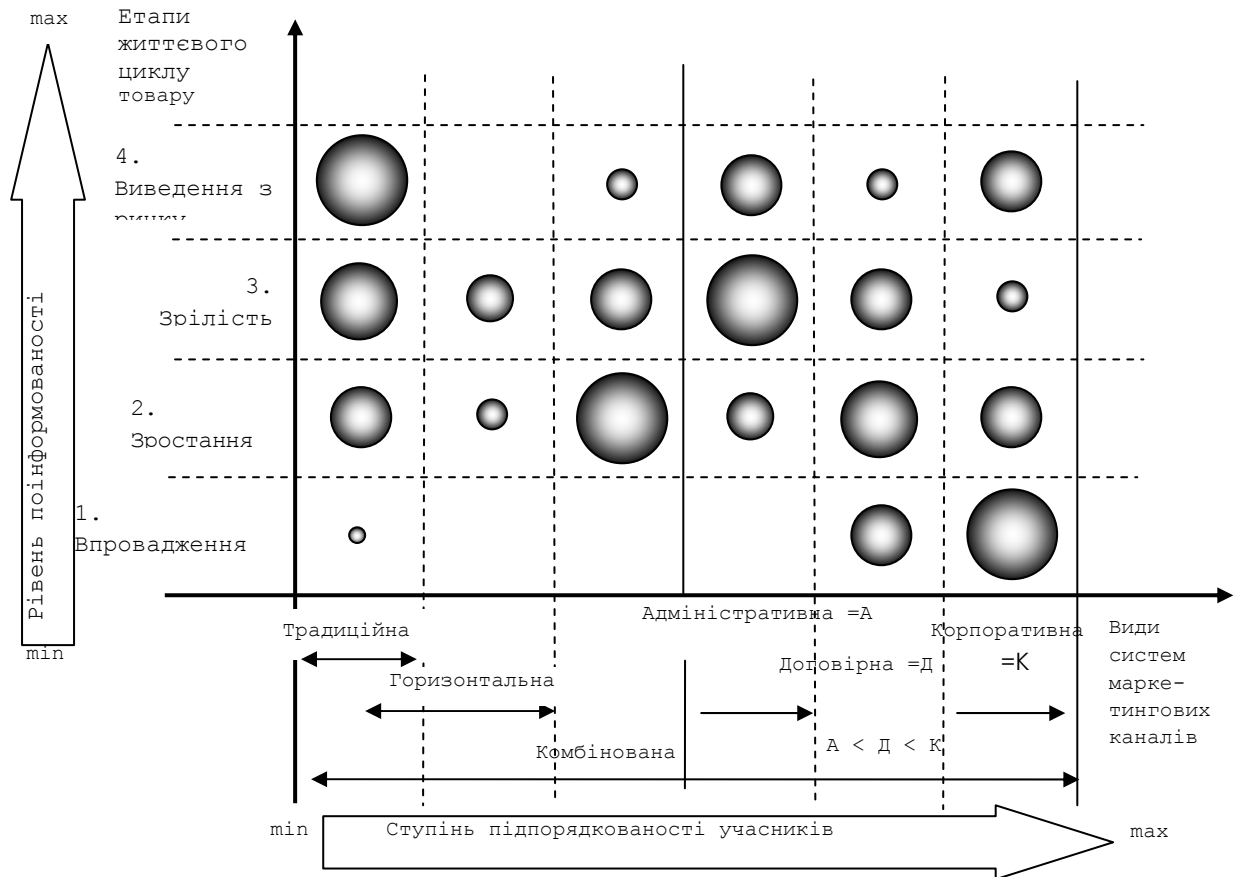 max
Етапи
життєвого
циклу
товару
4.
Виведення з
ринку
3.
Зрілість
2.
Зростання
1.
Впровадження
Рівень поінформованості
min
Традиційна
Адміністративна =А
Корпоративна
=К
Договірна =Д
Горизонтальна
Комбінована
А < Д < К
Види
систем
марке-
тингових
каналів
min
Ступінь підпорядкованості учасників
max